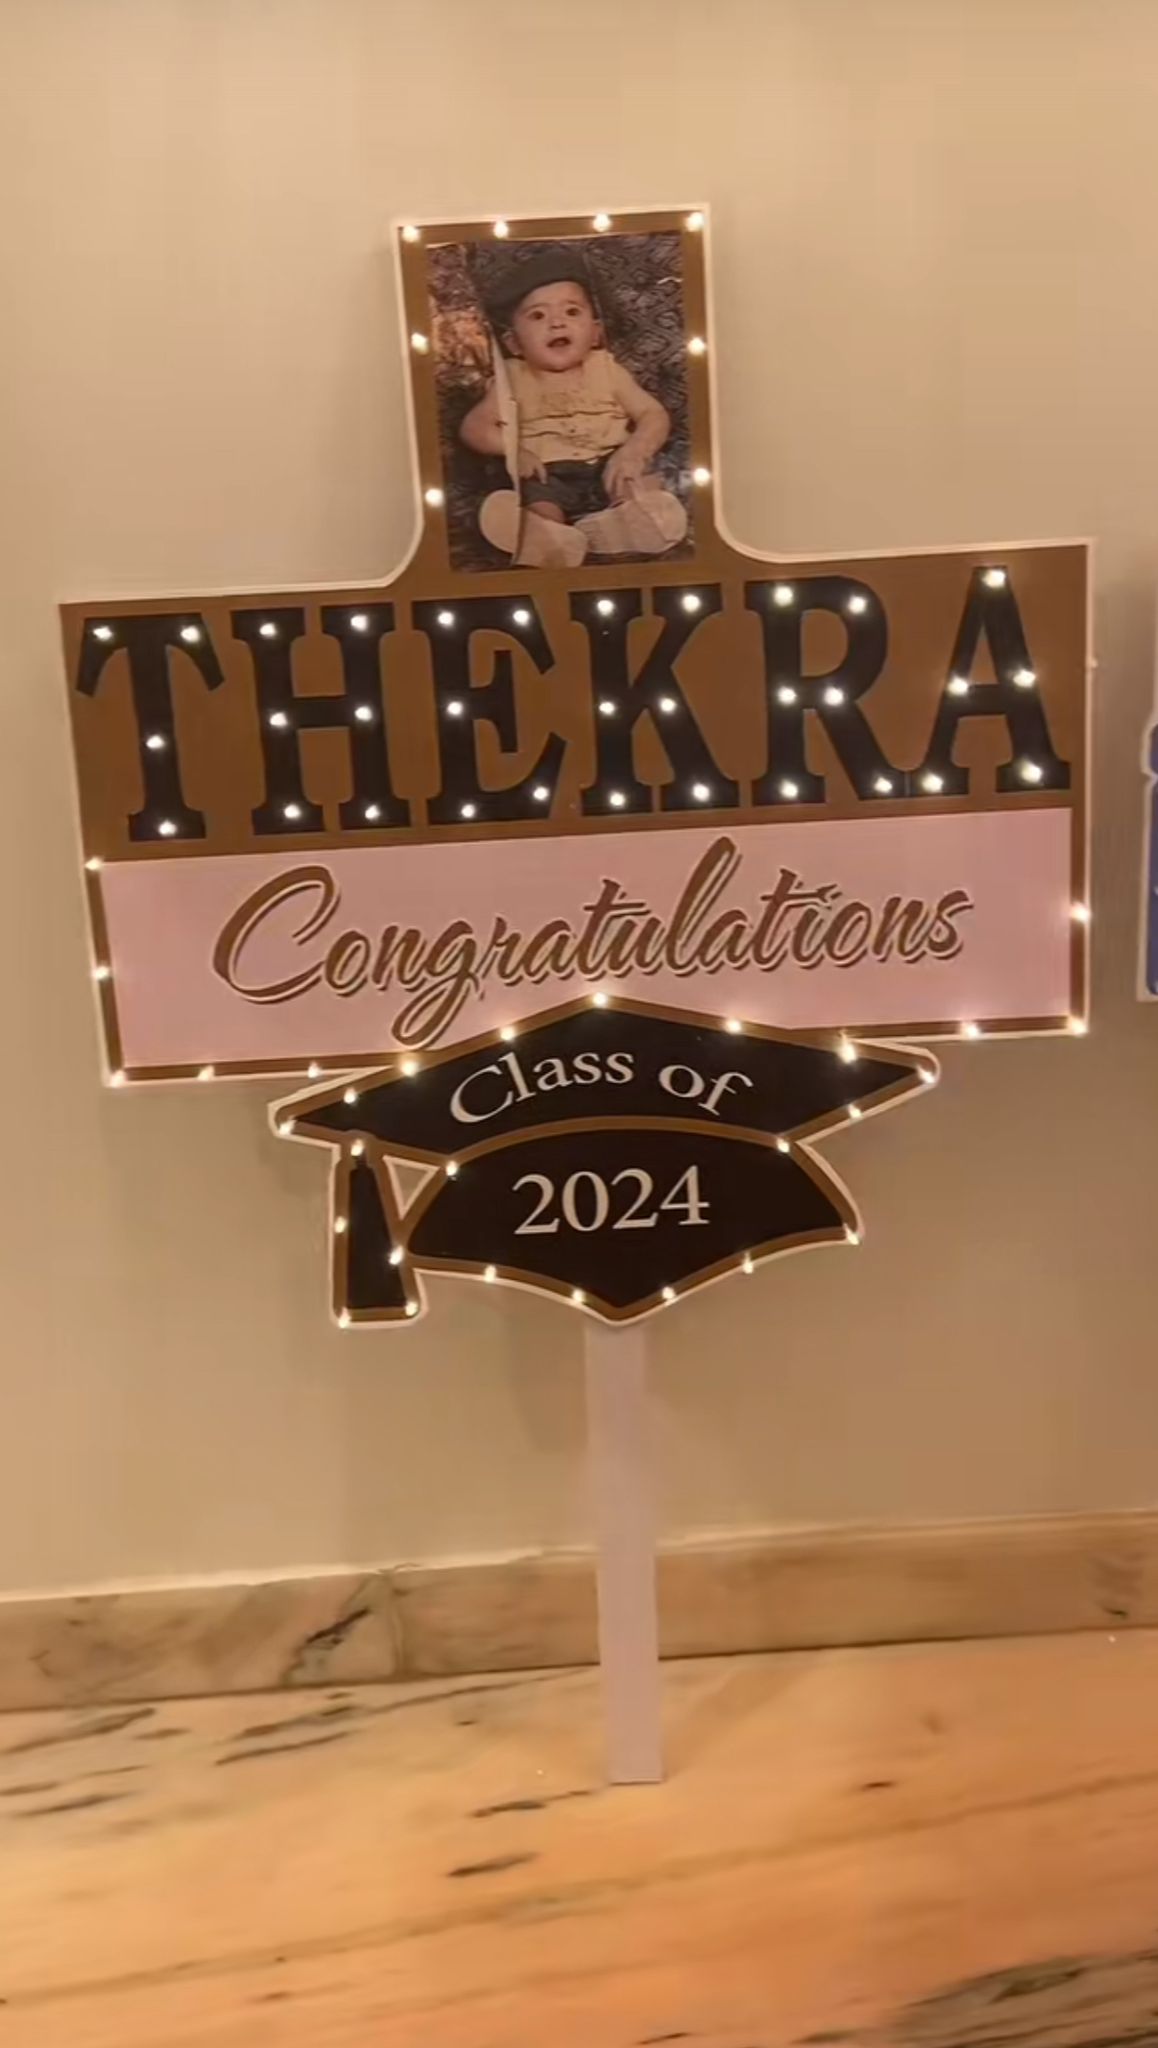 THEKRA
Congratulations
Class of
2024